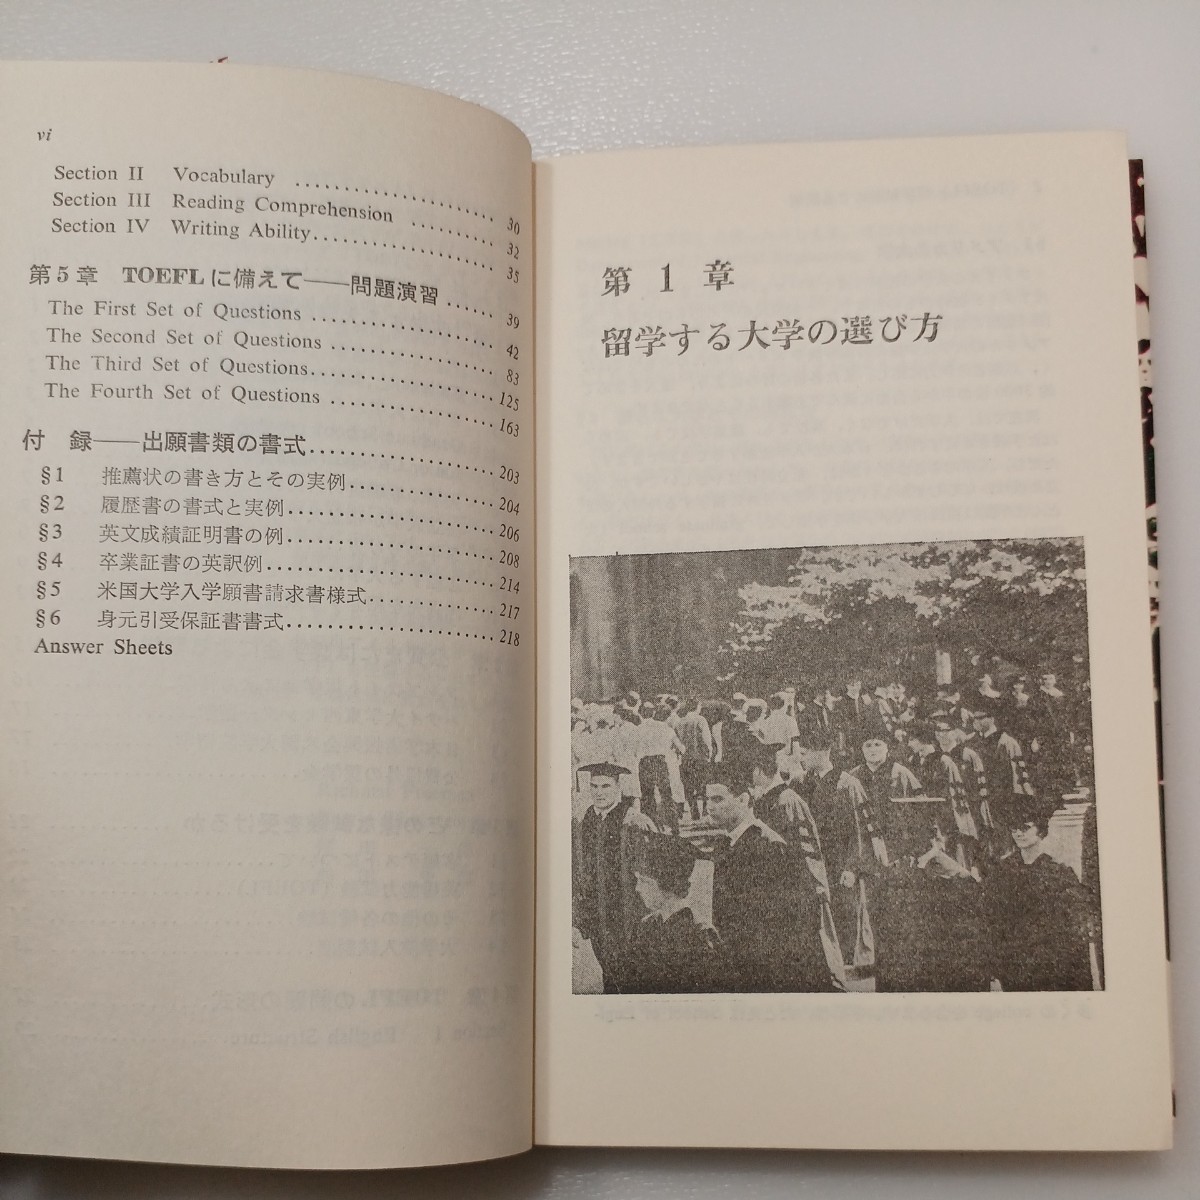 vi
Section II Vocabulary ........................ 30
Section III Reading Comprehension ........... 32
Section IV Writing Ability........................ 35
第5章 TOEFLに備えて——問題演習...... 39
The First Set of Questions ..................... 42
The Second Set of Questions .................. 83
The Third Set of Questions..................... 125
The Fourth Set of Questions .................. 163
付 録——出願書類の書式..................... 203
§1 推薦状の書き方とその実例............... 204
§2 履歴書の書式と実例..................... 206
§3 英文成績証明書の例..................... 208
§4 卒業証書の英訳例........................ 214
§5 米国大学入学願書請求書様式............ 217
§6 身元引受保証書書式..................... 218
Answer Sheets
第 1 章
留学する大学の選び方